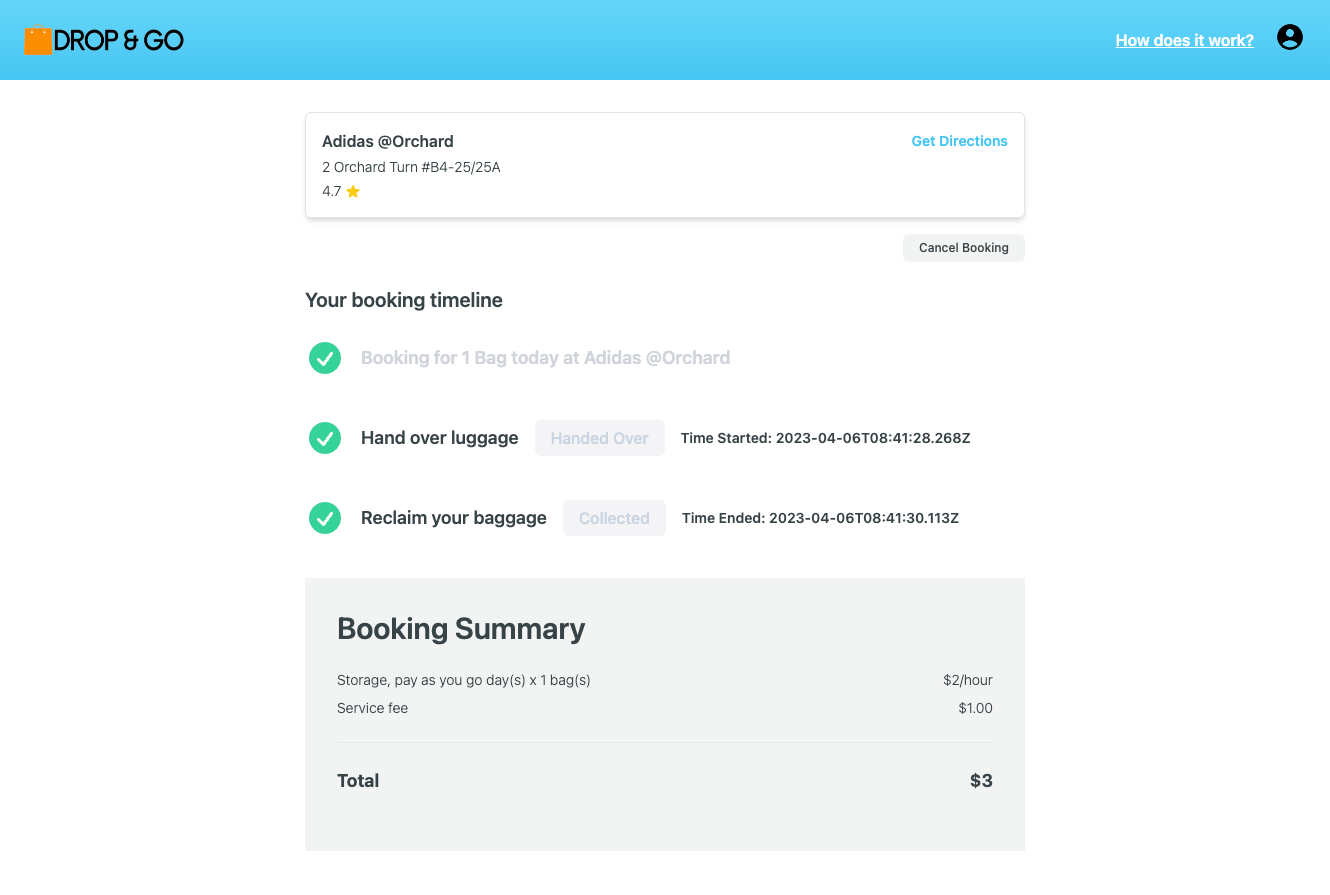 DROP & GO
How does it work?
Adidas @Orchard
Get Directions
2 Orchard Turn #B4-25/25A
4.7
Cancel Booking
Your booking timeline
Booking for 1 Bag today at Adidas @Orchard
Hand over luggage Handed Over Time Started: 2023-04-06T08:41:28.268Z
Reclaim your baggage Collected Time Ended: 2023-04-06T08:41:30.113Z
Booking Summary
Storage, pay as you go day(s) x 1 bag(s) $2/hour
Service fee $1.00
Total $3